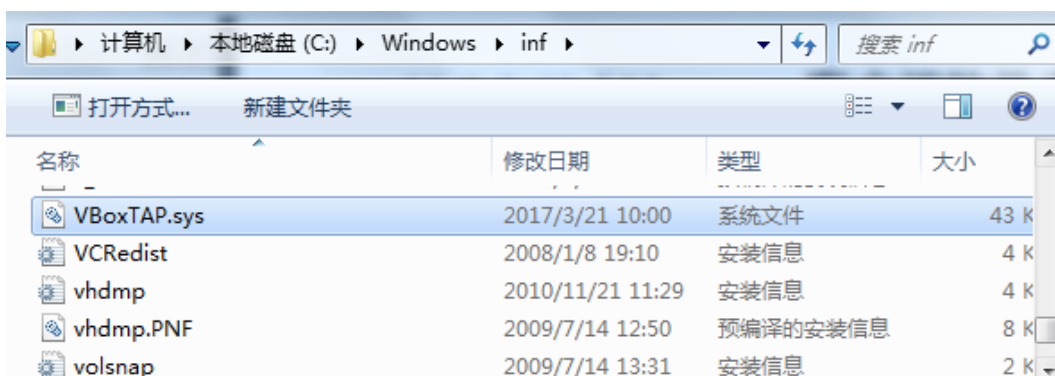 计算机 本地磁盘 (C:) Windows inf 搜索 inf
打开方式... 新建文件夹
名称 修改日期 类型 大小
VBoxTAP.sys 2017/3/21 10:00 系统文件 43 K
VCRedist 2008/1/8 19:10 安装信息 4 K
vhdmp 2010/11/21 11:29 安装信息 4 K
vhdmp.PNF 2009/7/14 12:50 预编译的安装信息 8 K
volsnap 2009/7/14 13:31 安装信息 2 K